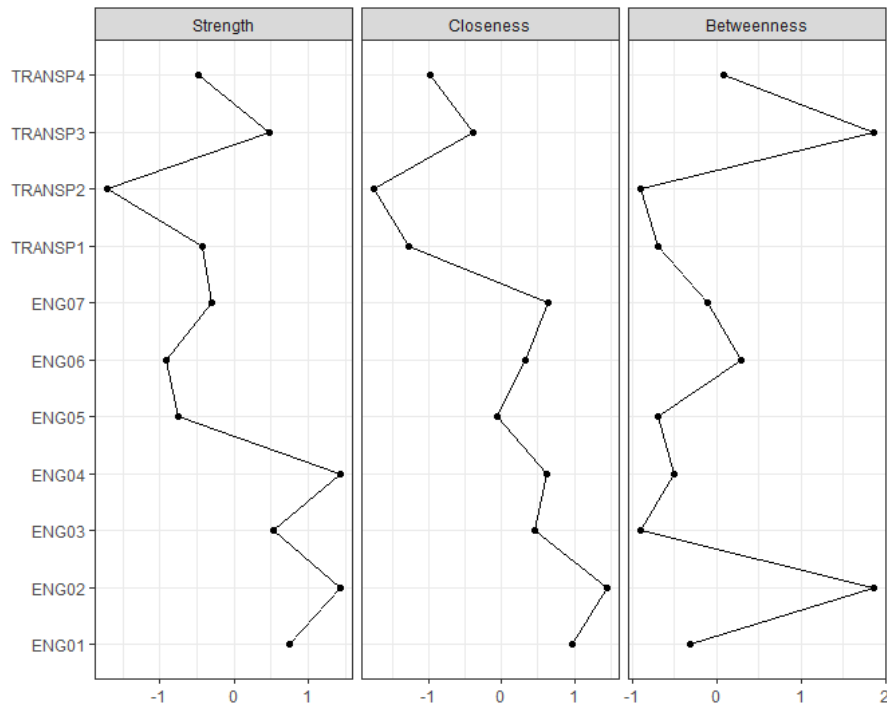 Strength Closeness Betweenness
TRANSP4
TRANSP3
TRANSP2
TRANSP1
ENG07
ENG06
ENG05
ENG04
ENG03
ENG02
ENG01
-1 0 1 -1 0 1 -1 0 1 2